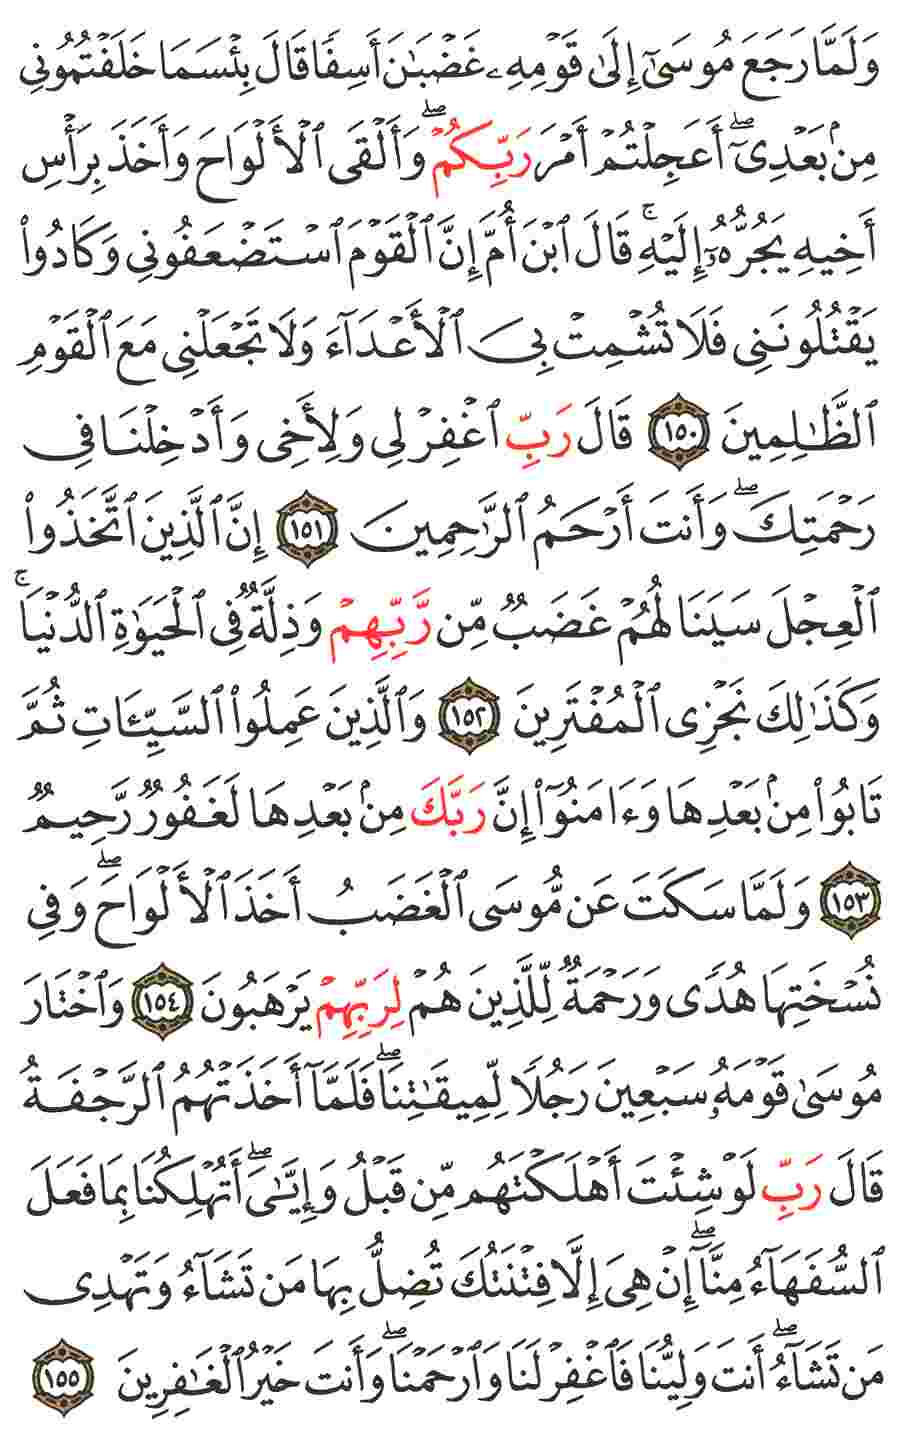 وَلَمَّا رَجَعَ مُوسَىٰٓ إِلَىٰ قَوْمِهِۦ غَضْبَٰنَ أَسِفًا قَالَ بِئْسَمَا خَلَفْتُمُونِي
مِنۢ بَعْدِىٓۖ أَعَجِلْتُمْ أَمْرَ رَبِّكُمْۖ وَأَلْقَى ٱلْأَلْوَاحَ وَأَخَذَ بِرَأْسِ
أَخِيهِ يَجُرُّهُۥٓ إِلَيْهِۚ قَالَ ٱبْنَ أُمَّ إِنَّ ٱلْقَوْمَ ٱسْتَضْعَفُونِي وَكَادُوا۟
يَقْتُلُونَنِى فَلَا تُشْمِتْ بِىَ ٱلْأَعْدَآءَ وَلَا تَجْعَلْنِى مَعَ ٱلْقَوْمِ
ٱلظَّٰلِمِينَ ١٥٠ قَالَ رَبِّ ٱغْفِرْ لِى وَلِأَخِى وَأَدْخِلْنَا فِى
رَحْمَتِكَۖ وَأَنتَ أَرْحَمُ ٱلرَّٰحِمِينَ ١٥١ إِنَّ ٱلَّذِينَ ٱتَّخَذُوا۟
ٱلْعِجْلَ سَيَنَالُهُمْ غَضَبٌ مِّن رَّبِّهِمْ وَذِلَّةٌ فِى ٱلْحَيَوٰةِ ٱلدُّنْيَاۚ
وَكَذَٰلِكَ نَجْزِى ٱلْمُفْتَرِينَ ١٥٢ وَٱلَّذِينَ عَمِلُوا۟ ٱلسَّيِّـَٔاتِ ثُمَّ
تَابُوا۟ مِنۢ بَعْدِهَا وَءَامَنُوٓا۟ إِنَّ رَبَّكَ مِنۢ بَعْدِهَا لَغَفُورٌ رَّحِيمٌ
١٥٣ وَلَمَّا سَكَتَ عَن مُّوسَى ٱلْغَضَبُ أَخَذَ ٱلْأَلْوَاحَۖ وَفِى
نُسْخَتِهَا هُدًى وَرَحْمَةٌ لِّلَّذِينَ هُمْ لِرَبِّهِمْ يَرْهَبُونَ ١٥٤ وَٱخْتَارَ
مُوسَىٰ قَوْمَهُۥ سَبْعِينَ رَجُلًا لِّمِيقَٰتِنَاۖ فَلَمَّآ أَخَذَتْهُمُ ٱلرَّجْفَةُ
قَالَ رَبِّ لَوْ شِئْتَ أَهْلَكْتَهُم مِّن قَبْلُ وَإِيَّٰىَۖ أَتُهْلِكُنَا بِمَا فَعَلَ
ٱلسُّفَهَآءُ مِنَّآۖ إِنْ هِىَ إِلَّا فِتْنَتُكَ تُضِلُّ بِهَا مَن تَشَآءُ وَتَهْدِى
مَن تَشَآءُۖ أَنتَ وَلِيُّنَا فَٱغْفِرْ لَنَا وَٱرْحَمْنَاۖ وَأَنتَ خَيْرُ ٱلْغَٰفِرِينَ ١٥٥